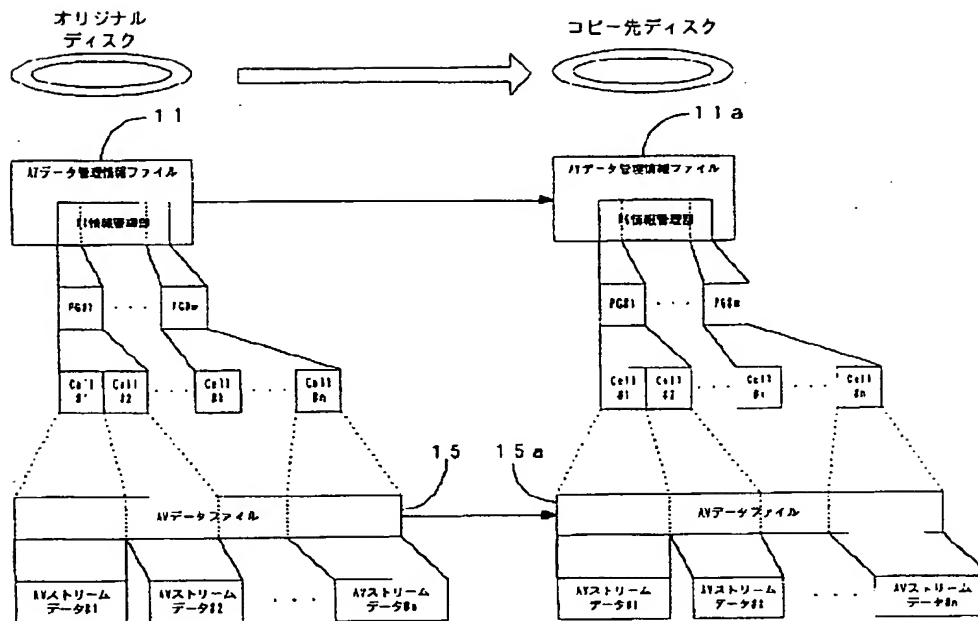 オリジナル
ディスク
コピー先ディスク
11
11a
AVデータ管理情報ファイル
AVデータ管理情報ファイル
情報管理
情報管理
PG#1
・・・
PG#m
PG#1
・・・
PG#m
Cell
Cell
#2
・・・
Cell
・・・
Cell
#n
Cell
#1
Cell
#2
・・・
Cell
・・・
Cell
#n
15
15a
AVデータファイル
AVデータファイル
AVストリーム
データ#1
AVストリーム
データ#2
・・・
AVストリーム
データ#n
AVストリーム
データ#1
AVストリーム
データ#2
・・・
AVストリーム
データ#n